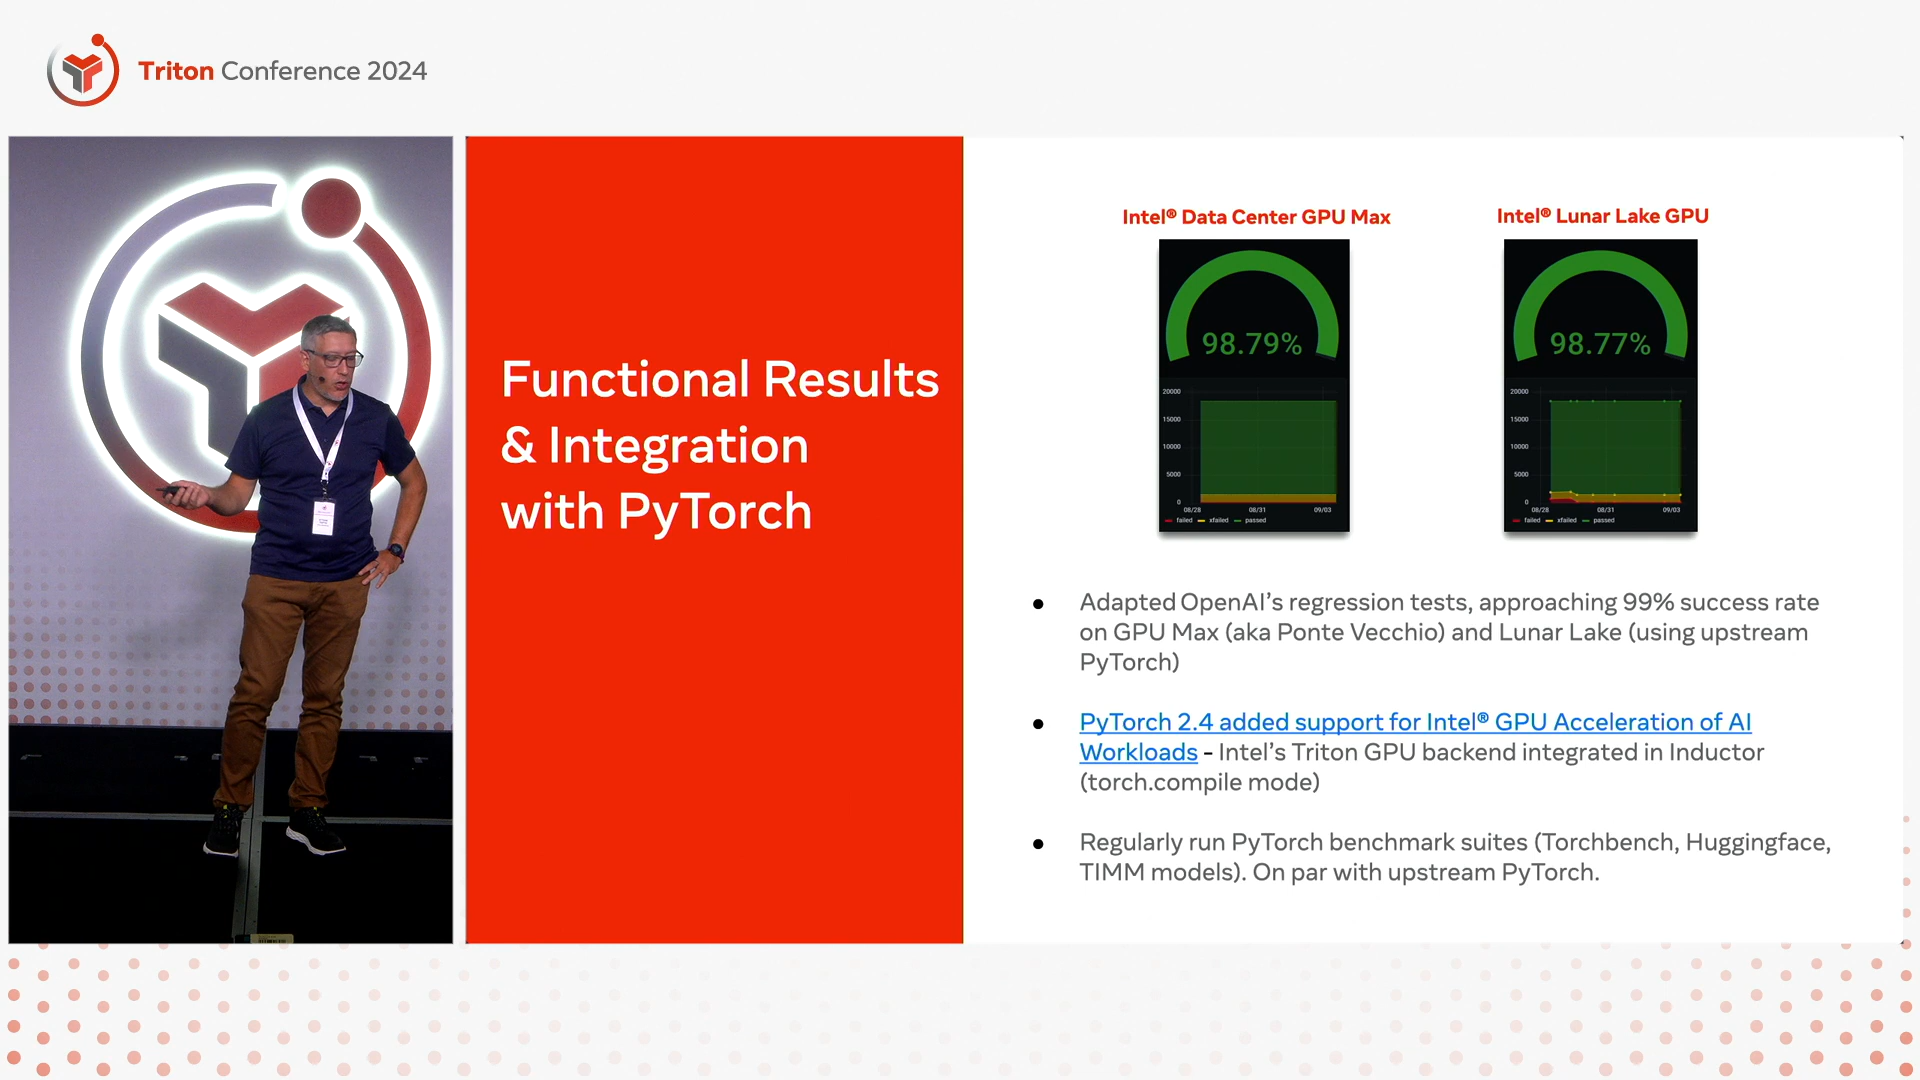 Triton Conference 2024
Functional Results
& Integration
with PyTorch
Intel® Data Center GPU Max
98.79%
20000
15000
10000
5000
0
08/28 08/31 09/03
failed xfailed passed
Intel® Lunar Lake GPU
98.77%
20000
15000
10000
5000
0
08/28 08/31 09/03
failed xfailed passed
● Adapted OpenAI's regression tests, approaching 99% success rate
on GPU Max (aka Ponte Vecchio) and Lunar Lake (using upstream
PyTorch)
● PyTorch 2.4 added support for Intel® GPU Acceleration of AI
Workloads - Intel's Triton GPU backend integrated in Inductor
(torch.compile mode)
● Regularly run PyTorch benchmark suites (Torchbench, Huggingface,
TIMM models). On par with upstream PyTorch.